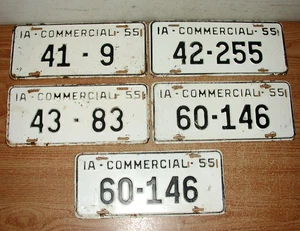 IA - COMMERCIAL - 55
41 - 9
IA - COMMERCIAL - 55
42-255
IA - COMMERCIAL - 55
43 - 83
IA - COMMERCIAL - 55
60-146
IA - COMMERCIAL - 55
60-146